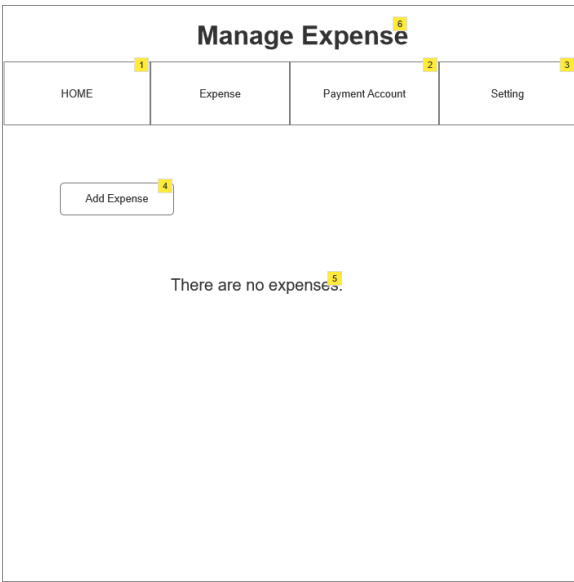 Manage Expense 6
1 2 3
HOME Expense Payment Account Setting
4
Add Expense
5
There are no expenses.